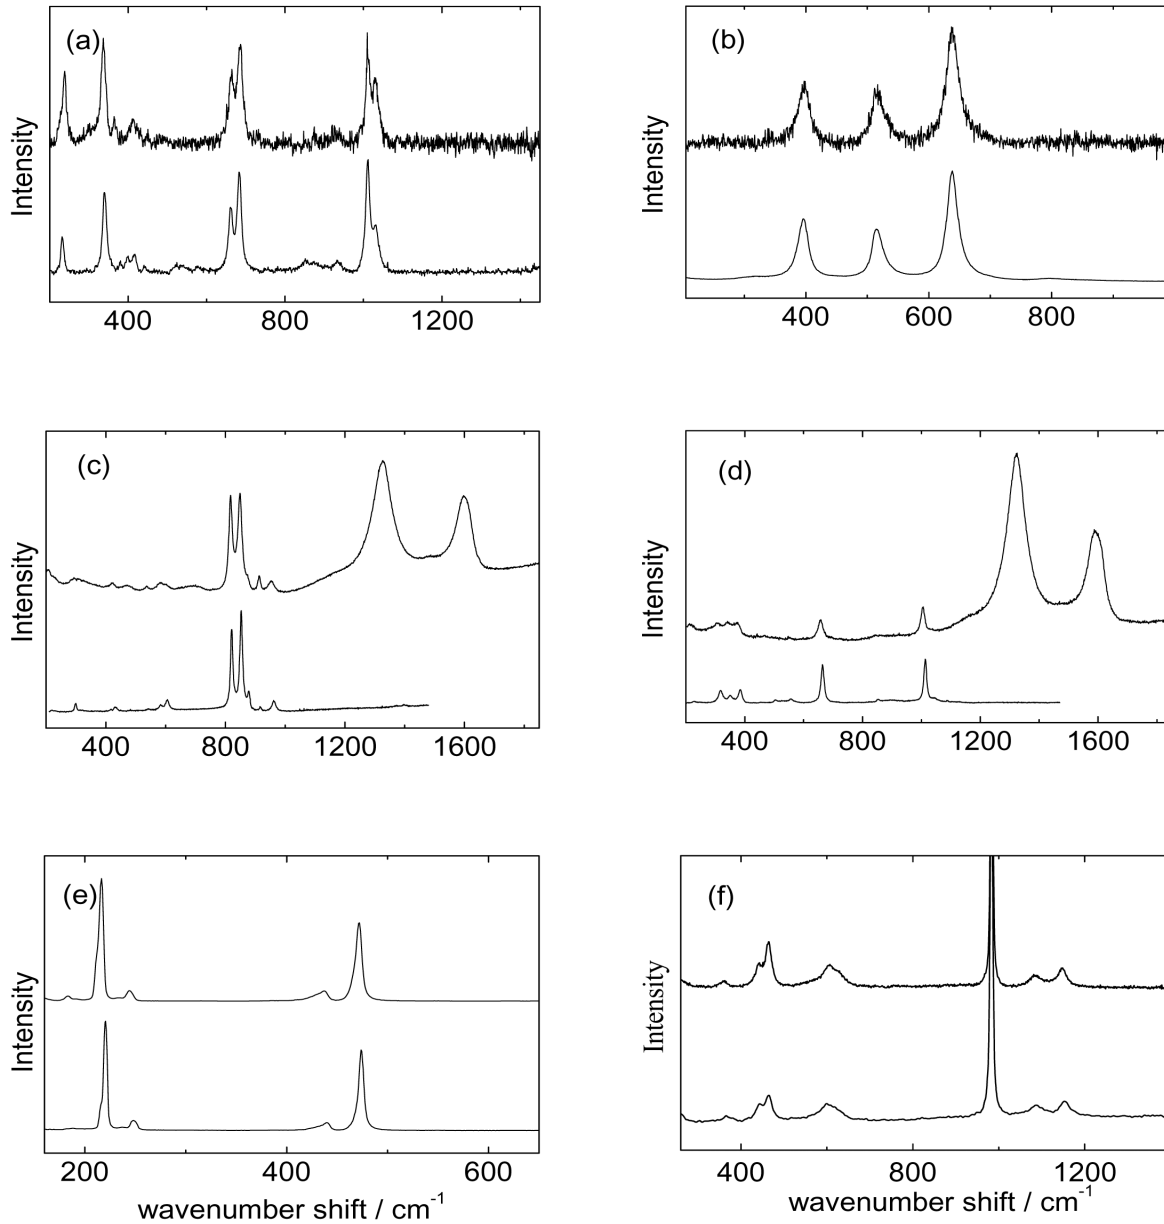 (a)
Intensity
400 800 1200
(b)
Intensity
400 600 800
(c)
Intensity
400 800 1200 1600
(d)
Intensity
400 800 1200 1600
(e)
Intensity
200 400 600
wavenumber shift / cm⁻¹
(f)
Intensity
400 800 1200
wavenumber shift / cm⁻¹